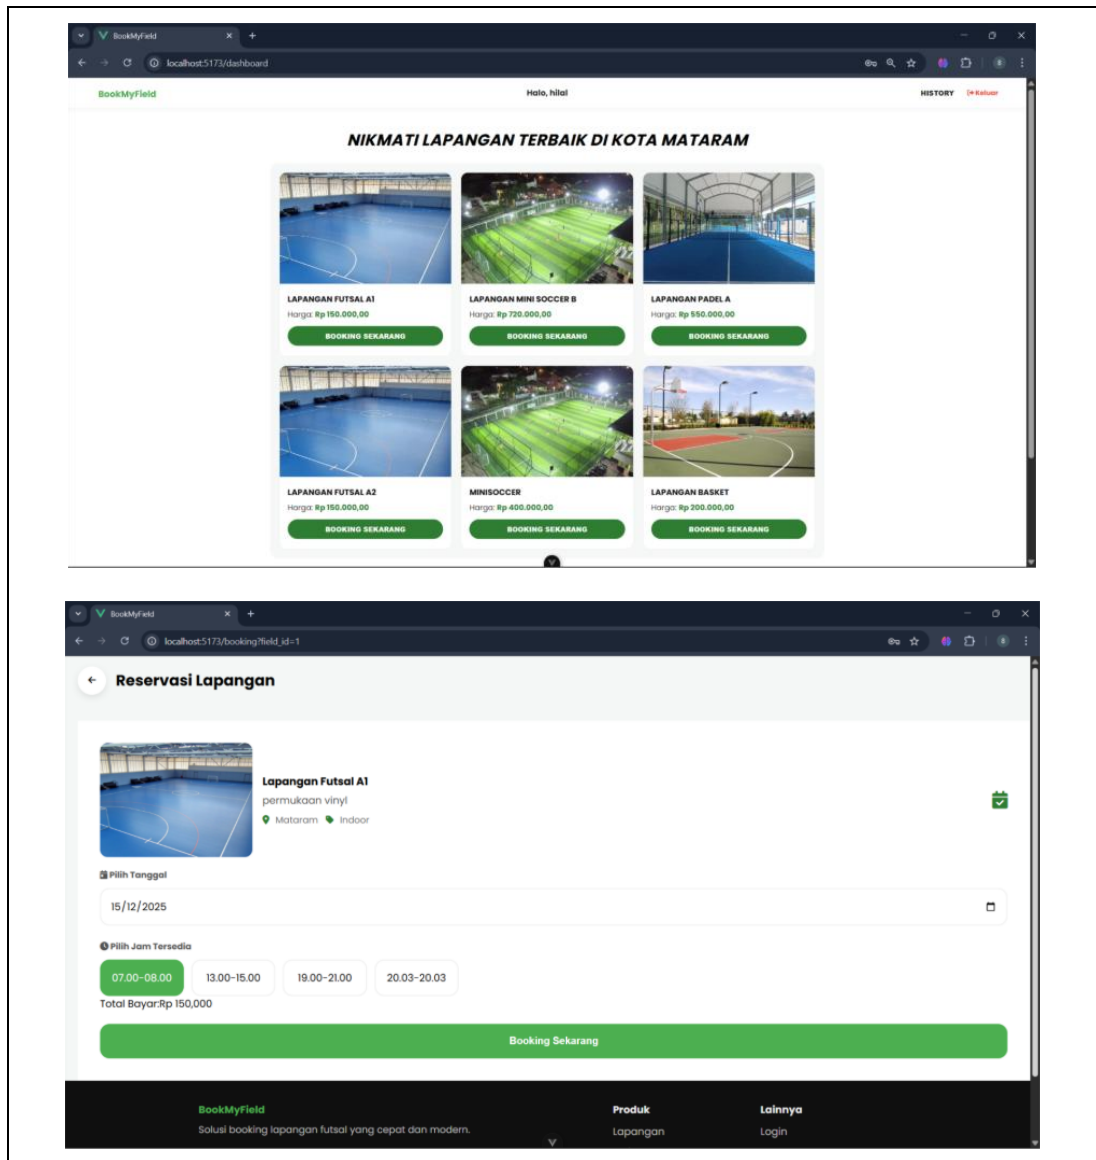 BookMyField
localhost:5173/dashboard
BookMyField
Halo, hilal
HISTORY
Keluar
NIKMATI LAPANGAN TERBAIK DI KOTA MATARAM
LAPANGAN FUTSAL A1
Harga: Rp 150.000,00
BOOKING SEKARANG
LAPANGAN MINI SOCCER B
Harga: Rp 720.000,00
BOOKING SEKARANG
LAPANGAN PADEL A
Harga: Rp 550.000,00
BOOKING SEKARANG
LAPANGAN FUTSAL A2
Harga: Rp 150.000,00
BOOKING SEKARANG
MINISOCCER
Harga: Rp 400.000,00
BOOKING SEKARANG
LAPANGAN BASKET
Harga: Rp 200.000,00
BOOKING SEKARANG
BookMyField
localhost:5173/booking?field_id=1
Reservasi Lapangan
Lapangan Futsal A1
permukaan vinyl
Mataram Indoor
Pilih Tanggal
15/12/2025
Pilih Jam Tersedia
07.00-08.00 13.00-15.00 19.00-21.00 20.03-20.03
Total Bayar:Rp 150,000
Booking Sekarang
BookMyField
Solusi booking lapangan futsal yang cepat dan modern.
Produk
Lapangan
Lainnya
Login